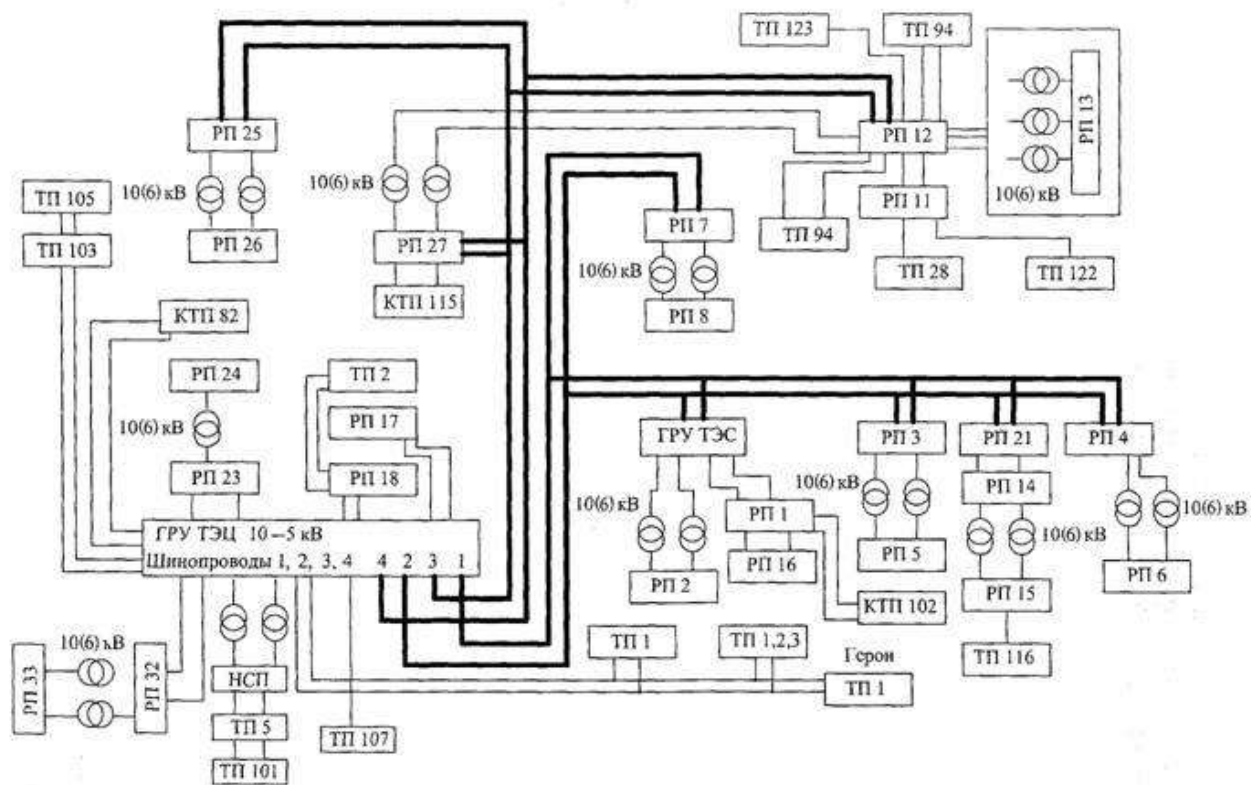 ТП 123
ТП 94
РП 13
10(6) кВ
РП 25
РП 12
10(6) кВ
10(6) кВ
ТП 105
РП 11
РП 26
РП 27
РП 7
ТП 94
ТП 103
10(6) кВ
ТП 28
ТП 122
КТП 115
КТП 82
РП 8
РП 24
ТП 2
10(6) кВ
РП 17
ГРУ ТЭС
РП 3
РП 21
РП 4
РП 23
РП 18
10(6) кВ
10(6) кВ
РП 14
10(6) кВ
РП 1
10(6) кВ
ГРУ ТЭЦ 10–5 кВ
Шинопроводы 1, 2, 3, 4 4 2 3 1
РП 5
РП 16
РП 2
РП 6
РП 15
КТП 102
10(6) кВ
ТП 1
ТП 1,2,3
Герон
ТП 116
РП 33
РП 32
НСП
ТП 1
ТП 5
ТП 107
ТП 101